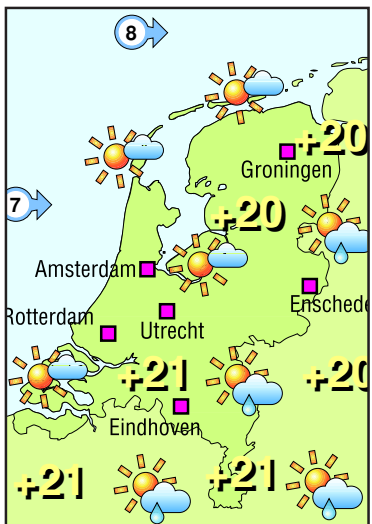 8
+20
Groningen
7
+20
Amsterdam
Enschede
Rotterdam
Utrecht
+21
+20
Eindhoven
+21
+21